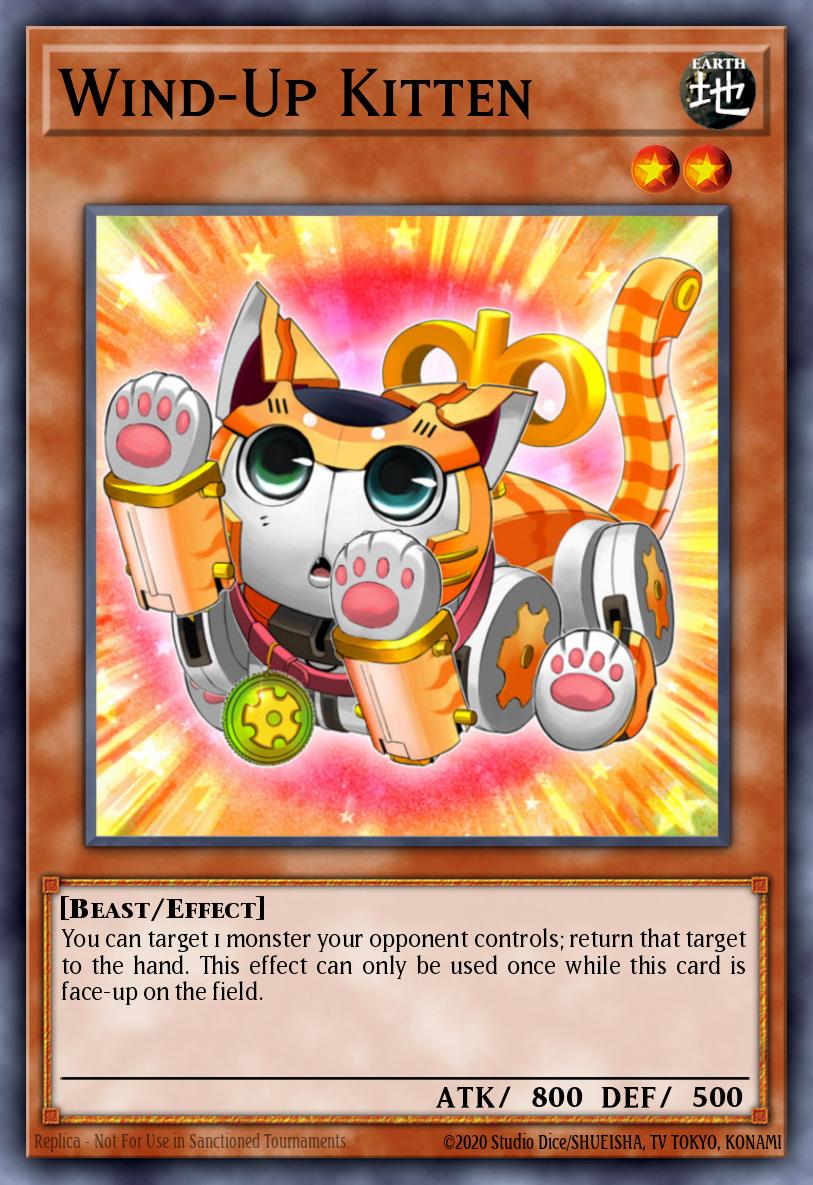 Wind-Up Kitten
EARTH
地
[Beast/Effect]
You can target 1 monster your opponent controls; return that target
to the hand. This effect can only be used once while this card is
face-up on the field.
ATK/ 800 DEF/ 500
Replica - Not For Use in Sanctioned Tournaments.
©2020 Studio Dice/SHUEISHA, TV TOKYO, KONAMI